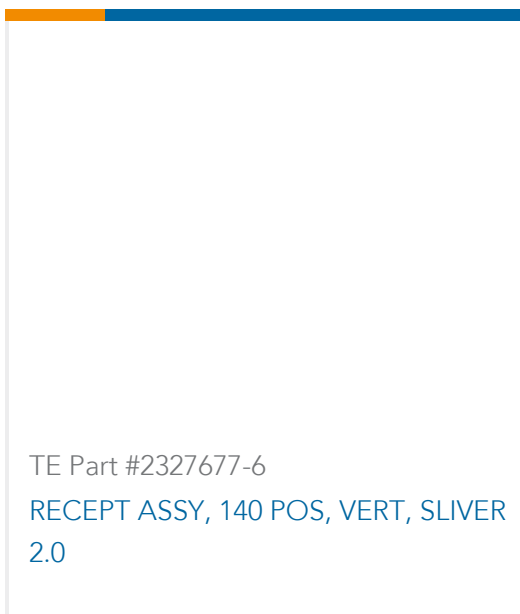 TE Part #2327677-6
RECEPT ASSY, 140 POS, VERT, SLIVER
2.0